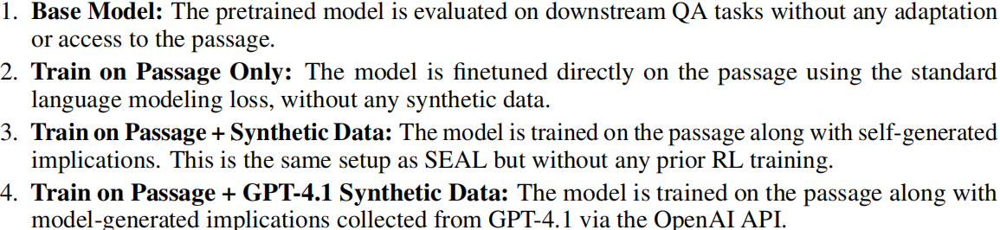 1. Base Model: The pretrained model is evaluated on downstream QA tasks without any adaptation
or access to the passage.
2. Train on Passage Only: The model is finetuned directly on the passage using the standard
language modeling loss, without any synthetic data.
3. Train on Passage + Synthetic Data: The model is trained on the passage along with self-generated
implications. This is the same setup as SEAL but without any prior RL training.
4. Train on Passage + GPT-4.1 Synthetic Data: The model is trained on the passage along with
model-generated implications collected from GPT-4.1 via the OpenAI API.